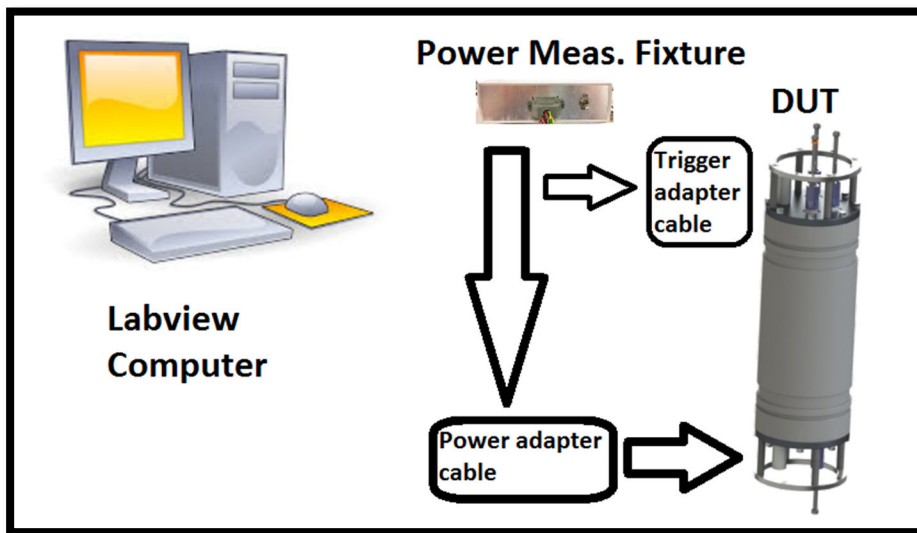 Power Meas. Fixture
DUT
Trigger
adapter
cable
Labview
Computer
Power adapter
cable